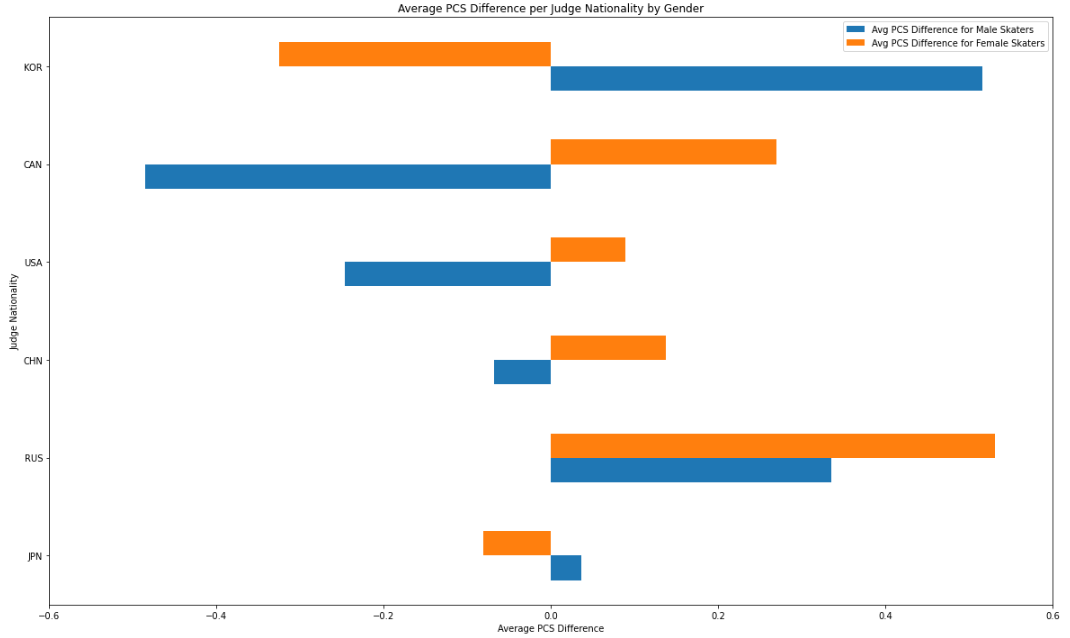 Average PCS Difference per Judge Nationality by Gender
Avg PCS Difference for Male Skaters
Avg PCS Difference for Female Skaters
Judge Nationality
KOR
CAN
USA
CHN
RUS
JPN
−0.6 −0.4 −0.2 0.0 0.2 0.4 0.6
Average PCS Difference